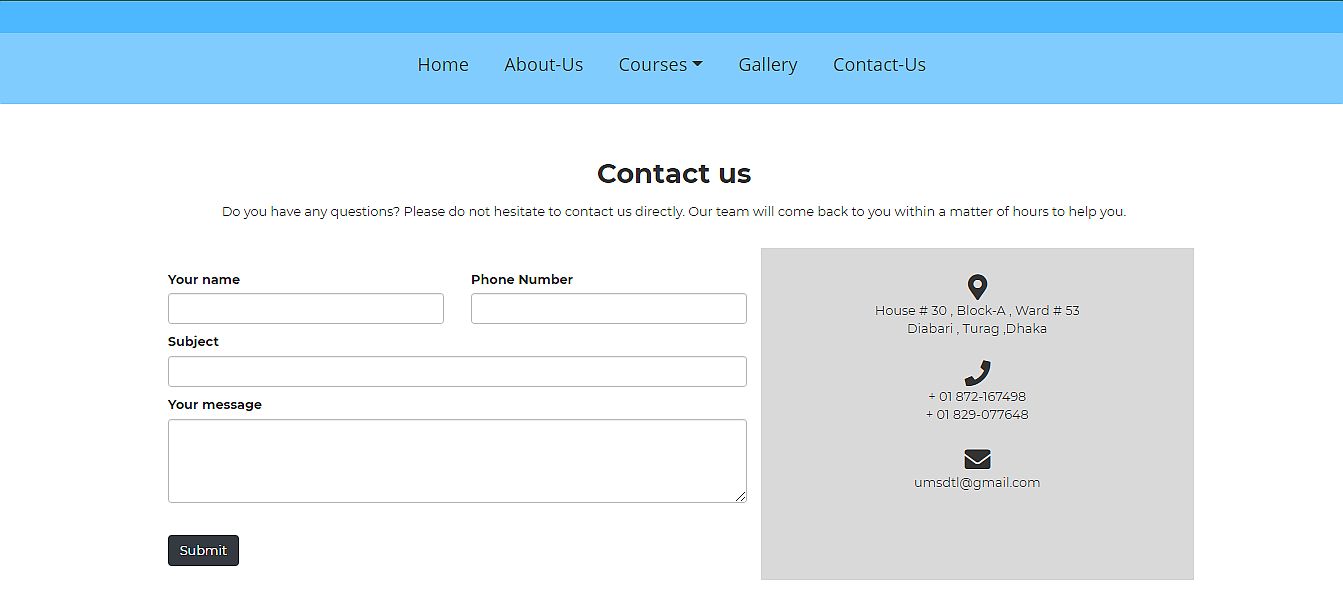 Home About-Us Courses Gallery Contact-Us
Contact us
Do you have any questions? Please do not hesitate to contact us directly. Our team will come back to you within a matter of hours to help you.
Your name Phone Number
Subject
Your message
Submit
House # 30 , Block-A , Ward # 53
Diabari , Turag ,Dhaka
+ 01 872-167498
+ 01 829-077648
umsdtl@gmail.com